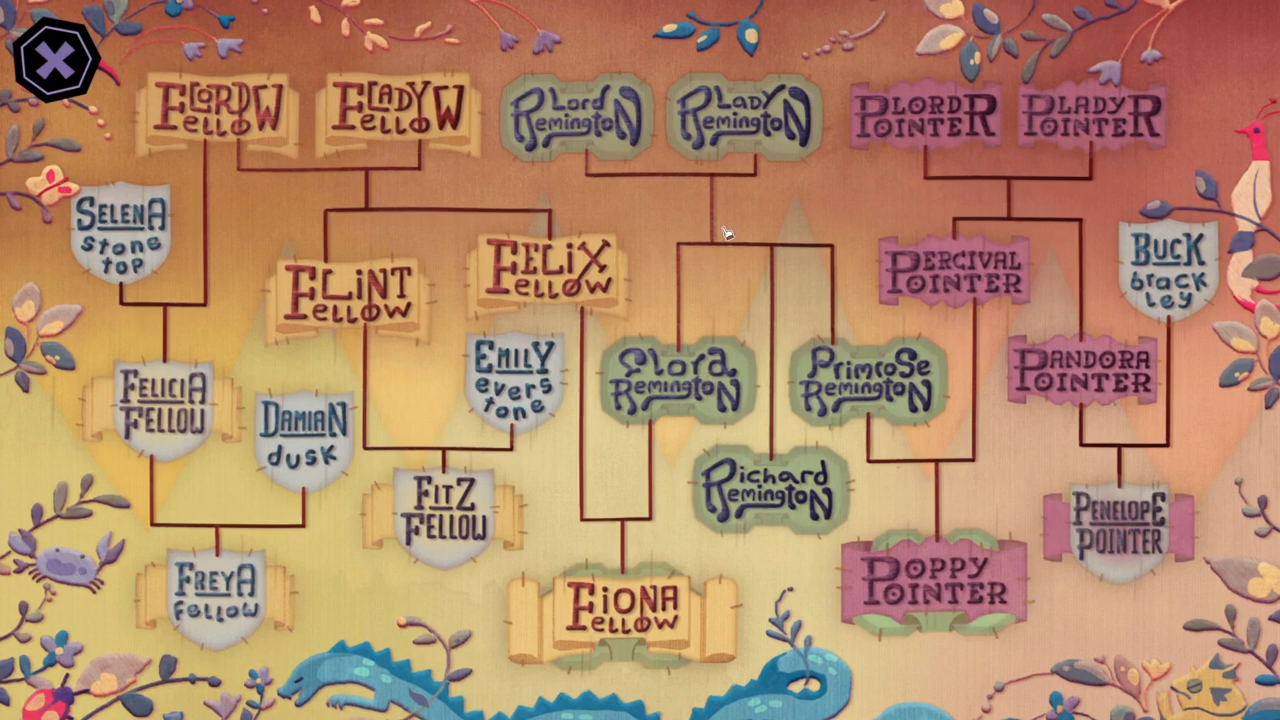 LORD
FELLOW
LADY
FELLOW
Lord
RemingtoN
LADY
RemingtoN
LORD
POINTER
LADY
POINTER
SELENA
stone
top
FLINT
FELLOW
FELIX
FELLOW
PERCIVAL
POINTER
BUCK
brack
ley
EMILY
evers
tone
Flora
RemingtoN
PrimroSe
RemingtoN
PANDORA
POINTER
FELICIA
FELLOW
DAMIAN
dusk
Richard
RemingtoN
FITZ
FELLOW
PENELOPE
POINTER
FREYA
Fellow
FiONA
FELLOW
POPPY
POINTER